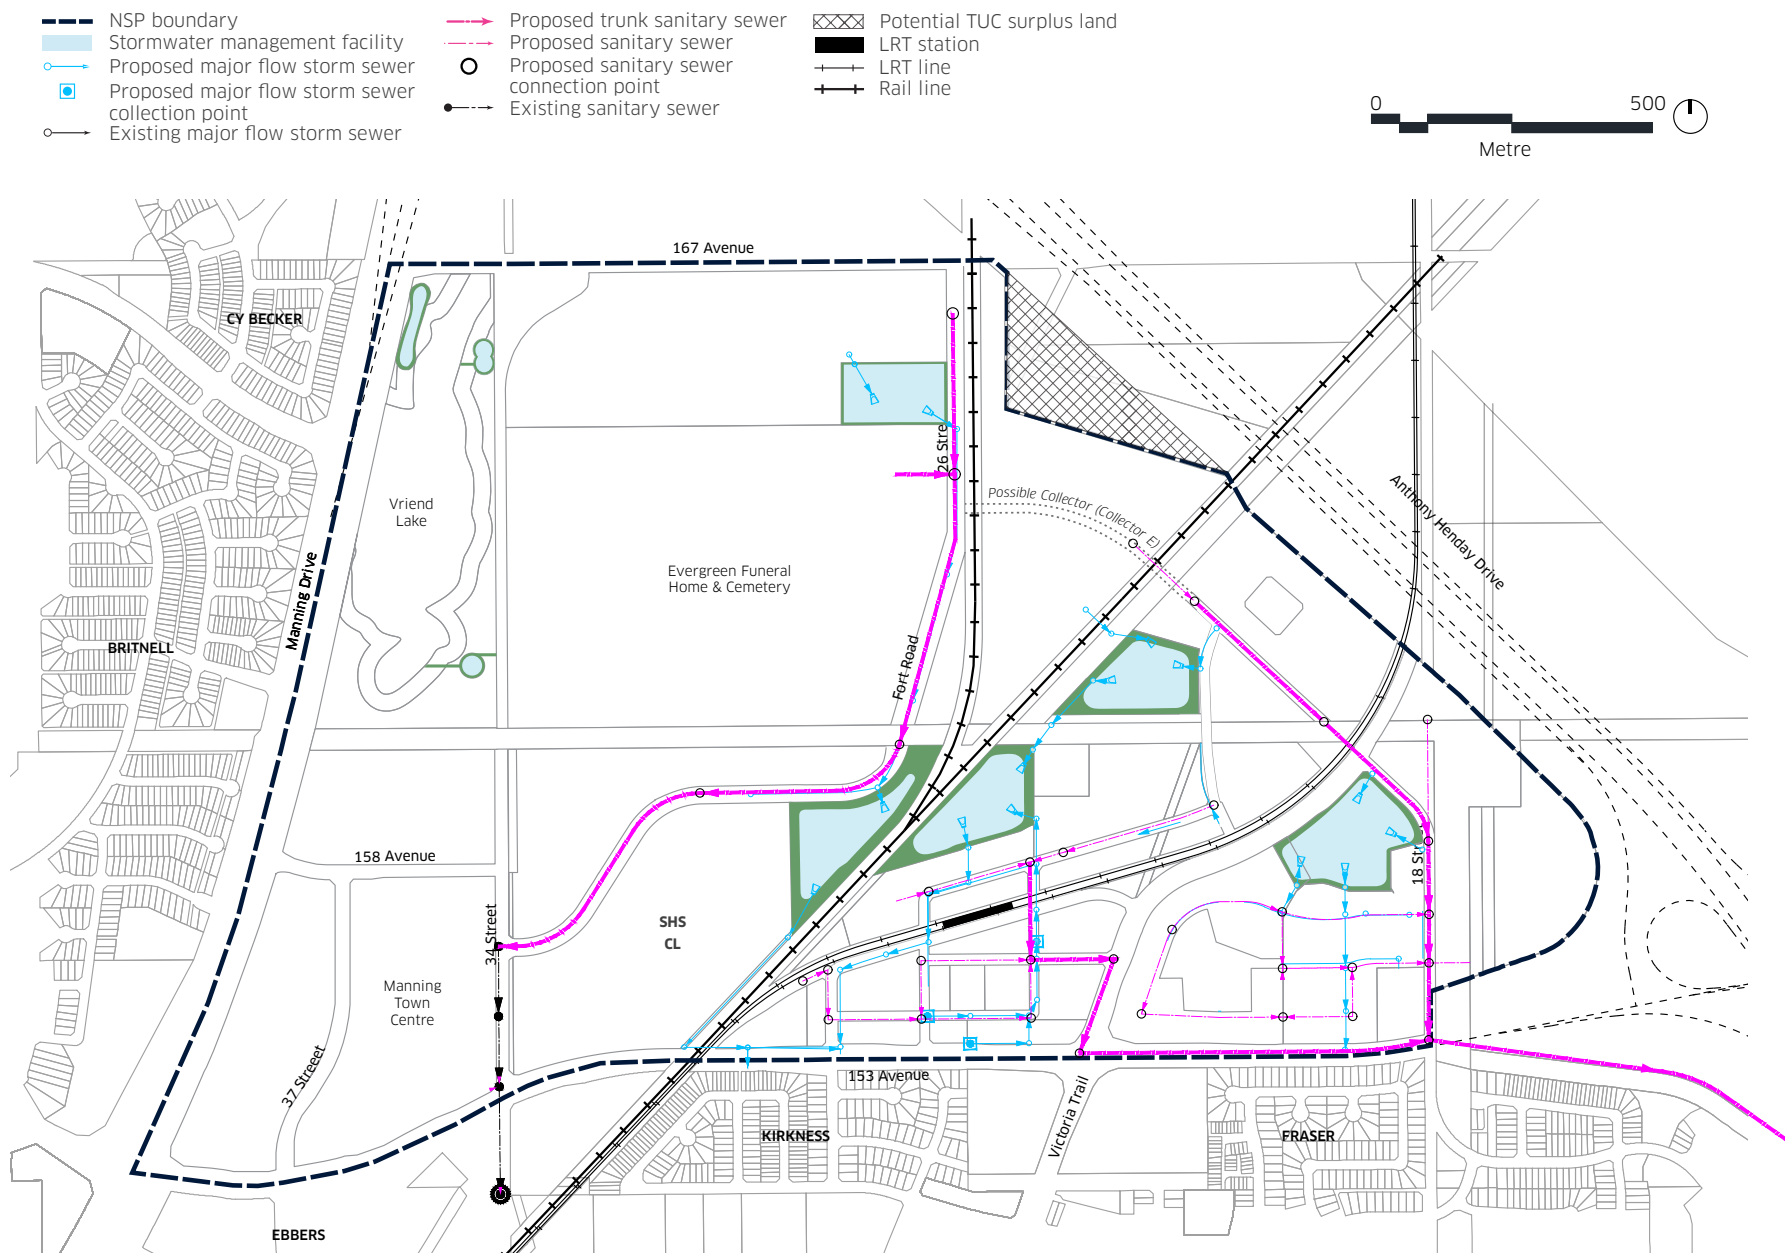 NSP boundary
Stormwater management facility
Proposed major flow storm sewer
Proposed major flow storm sewer
collection point
Existing major flow storm sewer
Proposed trunk sanitary sewer
Proposed sanitary sewer
Proposed sanitary sewer
connection point
Existing sanitary sewer
Potential TUC surplus land
LRT station
LRT line
Rail line
0 500
Metre
167 Avenue
CY BECKER
26 Stre
Vriend
Lake
Possible Collector (Collector E)
Anthony Henday Drive
Manning Drive
Evergreen Funeral
Home & Cemetery
BRITNELL
Fort Road
158 Avenue
18 Str
34 Street
SHS
CL
Manning
Town
Centre
37 Street
153 Avenue
Victoria Trail
KIRKNESS
FRASER
EBBERS